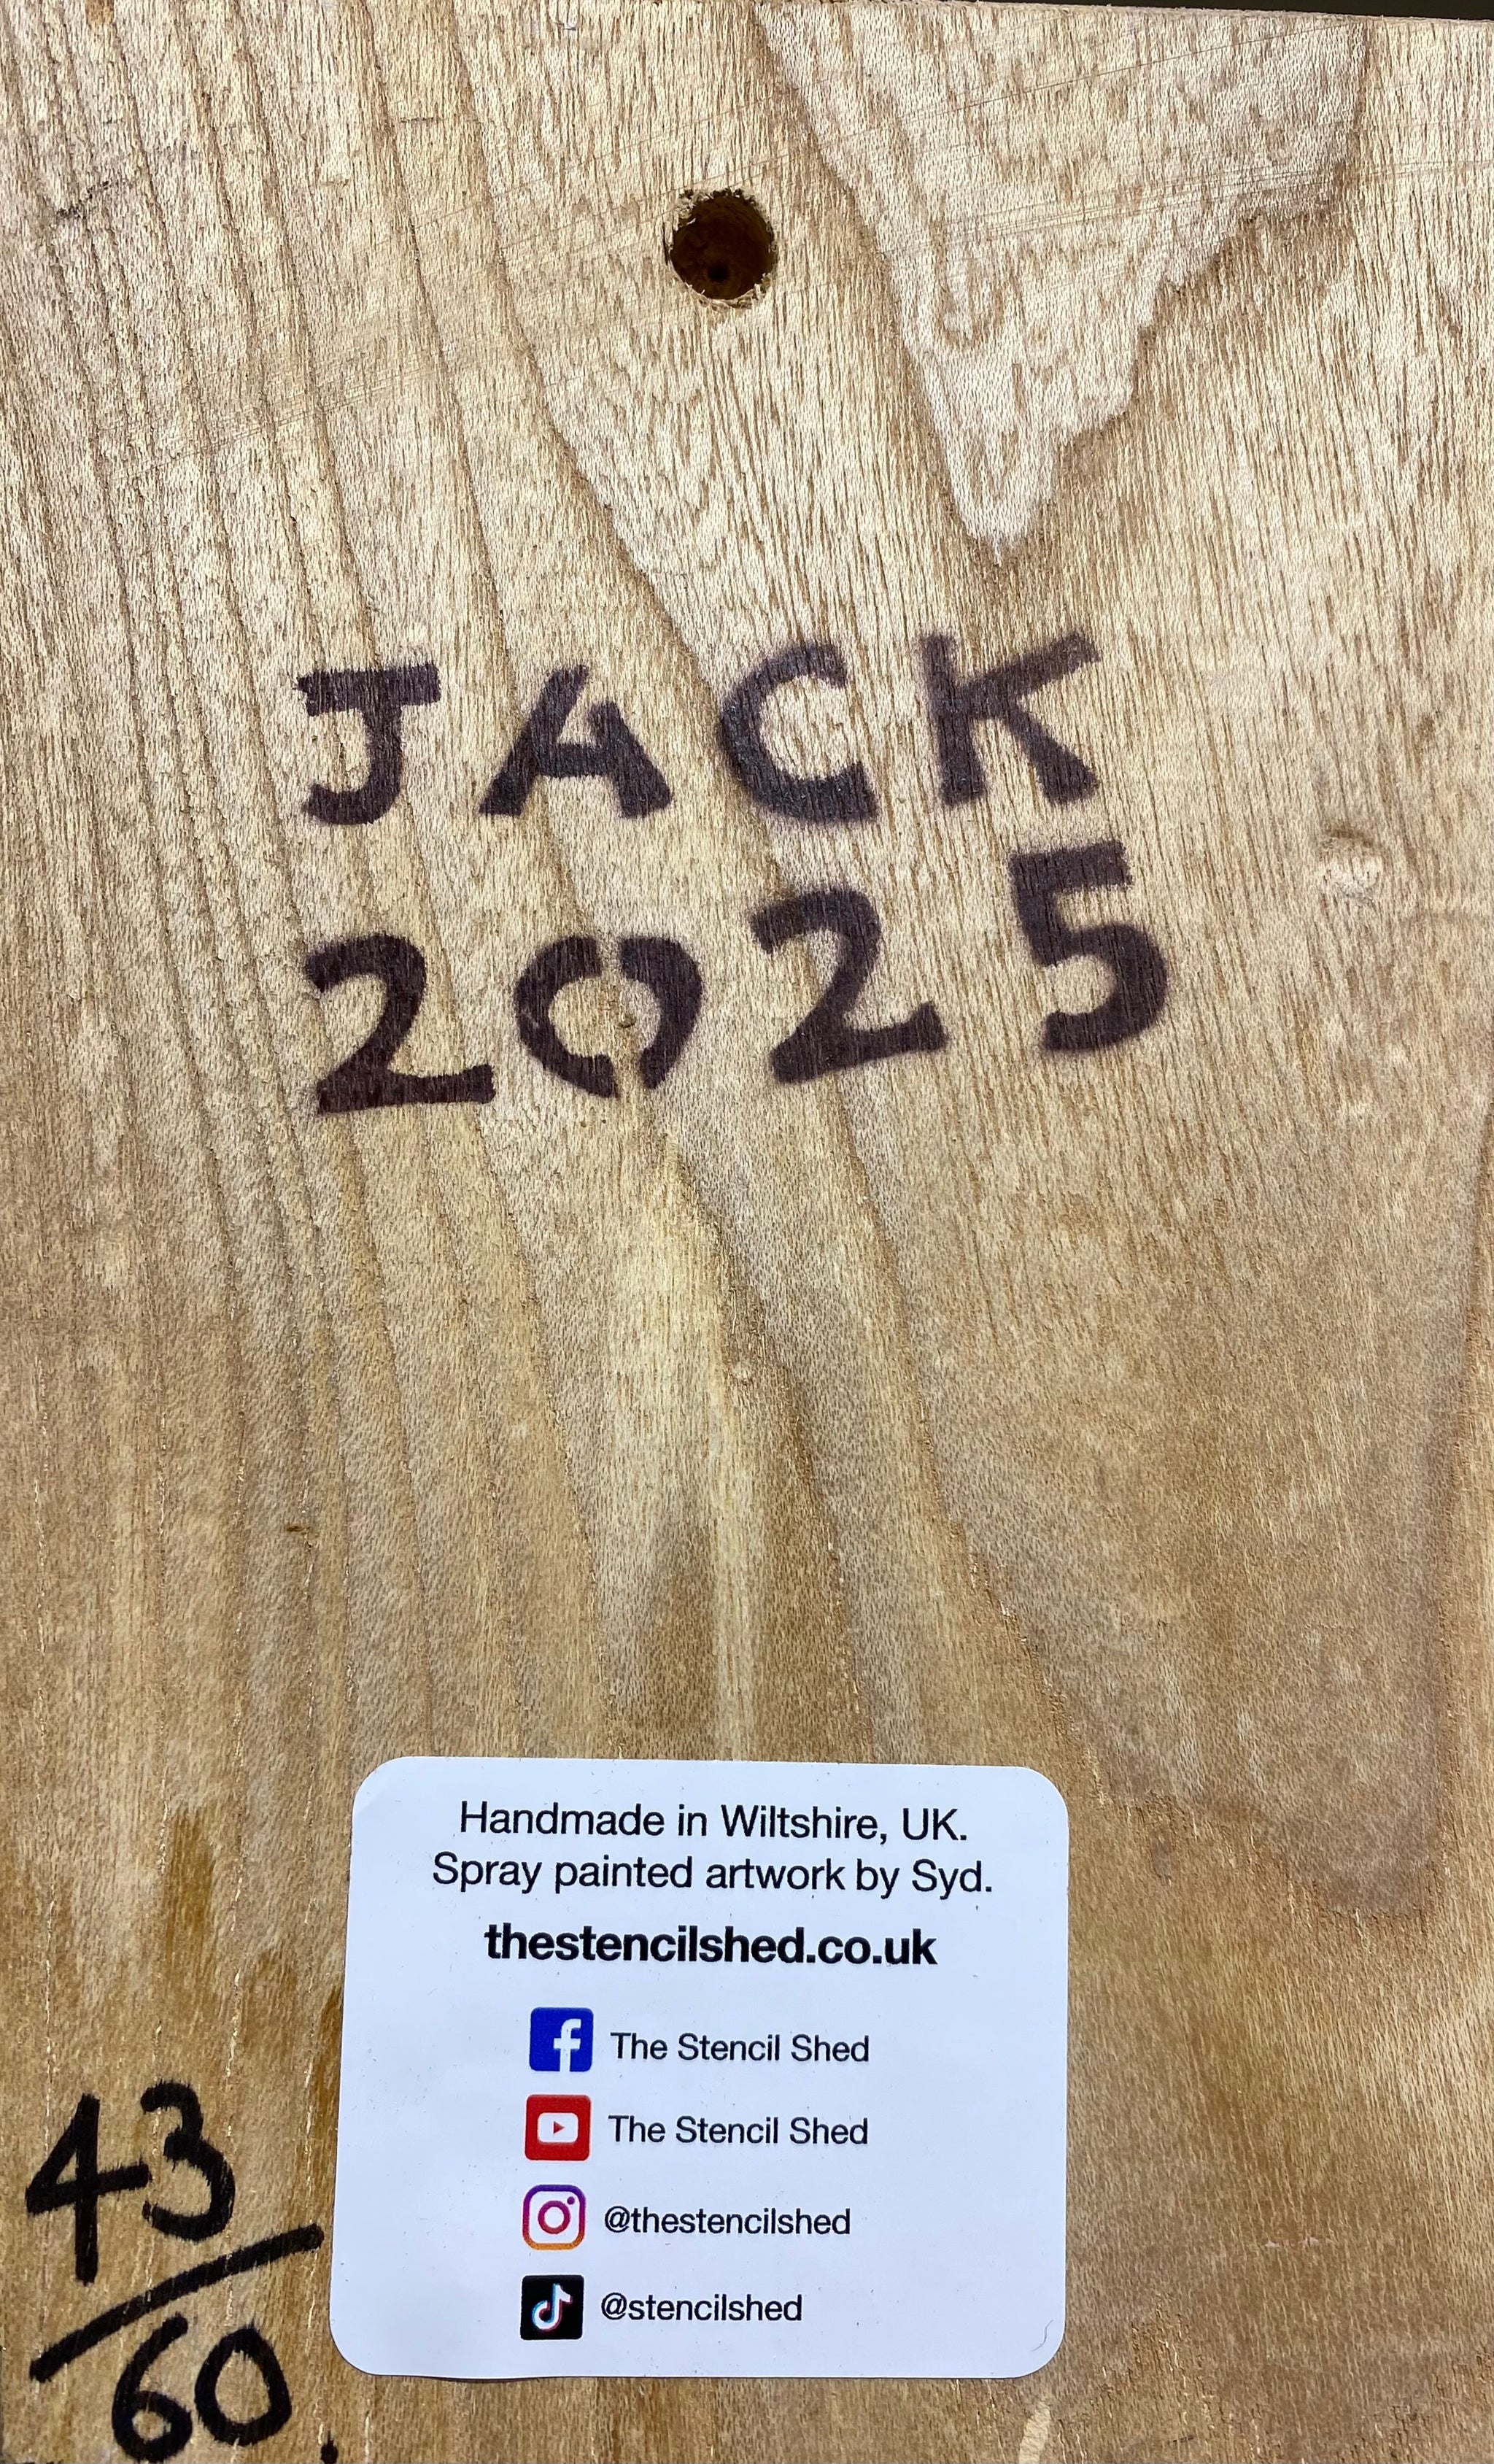 JACK
2025
Handmade in Wiltshire, UK.
Spray painted artwork by Syd.
thestencilshed.co.uk
The Stencil Shed
The Stencil Shed
@thestencilshed
@stencilshed
43/60